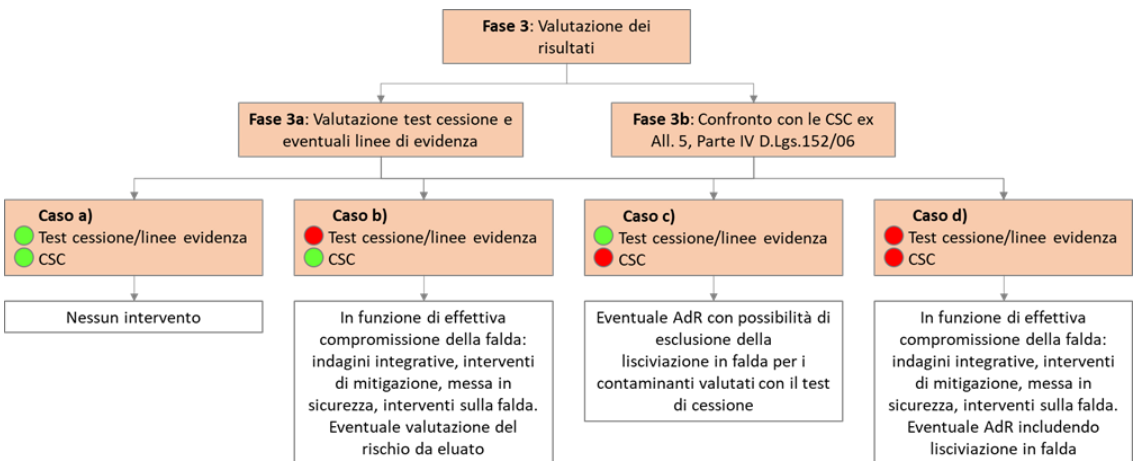 Fase 3: Valutazione dei
risultati
Fase 3a: Valutazione test cessione e
eventuali linee di evidenza
Fase 3b: Confronto con le CSC ex
All. 5, Parte IV D.Lgs.152/06
Caso a)
Test cessione/linee evidenza
CSC
Caso b)
Test cessione/linee evidenza
CSC
Caso c)
Test cessione/linee evidenza
CSC
Caso d)
Test cessione/linee evidenza
CSC
Nessun intervento
In funzione di effettiva
compromissione della falda:
indagini integrative, interventi
di mitigazione, messa in
sicurezza, interventi sulla falda.
Eventuale valutazione del
rischio da eluato
Eventuale AdR con possibilità di
esclusione della
lisciviazione in falda per i
contaminanti valutati con il test
di cessione
In funzione di effettiva
compromissione della falda:
indagini integrative, interventi
di mitigazione, messa in
sicurezza, interventi sulla falda.
Eventuale AdR includendo
lisciviazione in falda